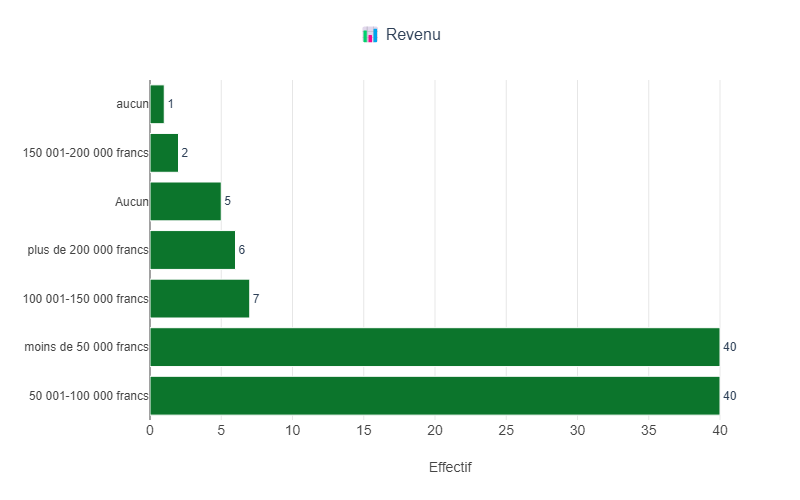 📊 Revenu
aucun 1
150 001-200 000 francs 2
Aucun 5
plus de 200 000 francs 6
100 001-150 000 francs 7
moins de 50 000 francs 40
50 001-100 000 francs 40
0 5 10 15 20 25 30 35 40
Effectif